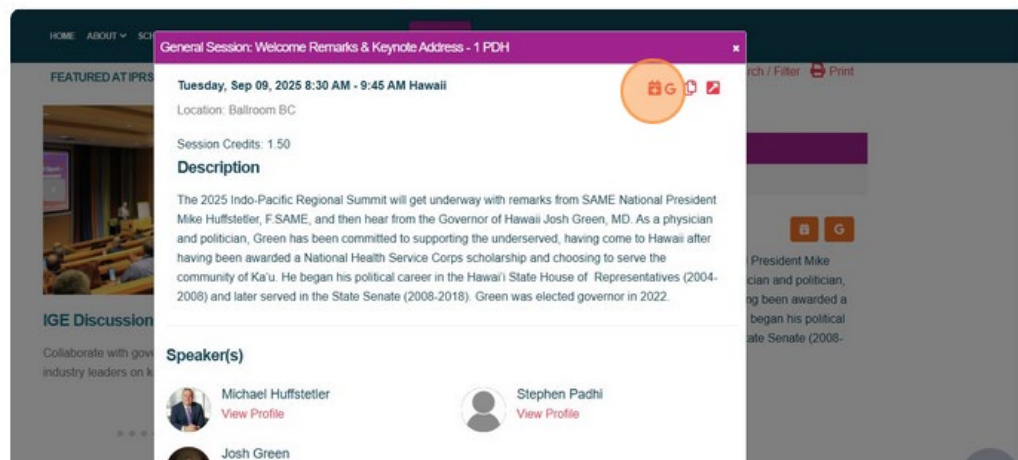 HOME ABOUT SCH
General Session: Welcome Remarks & Keynote Address - 1 PDH
×
FEATURED AT IPRS
Tuesday, Sep 09, 2025 8:30 AM - 9:45 AM Hawaii
G
rch / Filter Print
Location: Ballroom BC
Session Credits: 1.50
Description
The 2025 Indo-Pacific Regional Summit will get underway with remarks from SAME National President
Mike Huffstetler, F.SAME, and then hear from the Governor of Hawaii Josh Green, MD. As a physician
and politician, Green has been committed to supporting the underserved, having come to Hawaii after
having been awarded a National Health Service Corps scholarship and choosing to serve the
community of Ka'u. He began his political career in the Hawai'i State House of Representatives (2004-
2008) and later served in the State Senate (2008-2018). Green was elected governor in 2022.
G
President Mike
cian and politician,
ng been awarded a
began his political
ate Senate (2008-
IGE Discussion
Collaborate with gove
industry leaders on k
Speaker(s)
Michael Huffstetler
View Profile
Stephen Padhi
View Profile
Josh Green